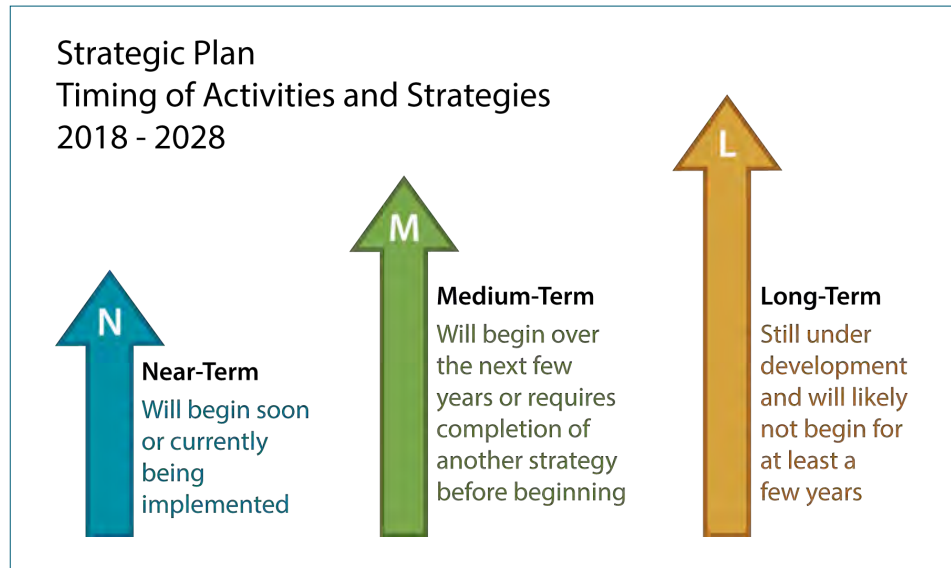 Strategic Plan
Timing of Activities and Strategies
2018 - 2028
N
Near-Term
Will begin soon
or currently
being
implemented
M
Medium-Term
Will begin over
the next few
years or requires
completion of
another strategy
before beginning
L
Long-Term
Still under
development
and will likely
not begin for
at least a
few years